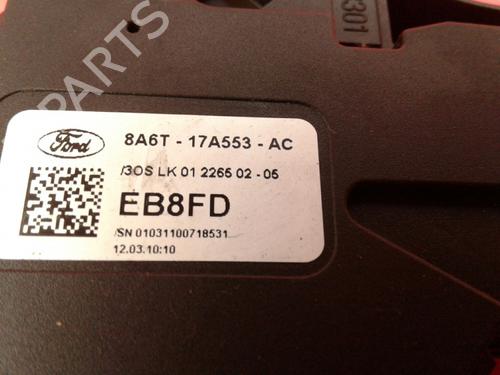 301
PARTS
Ford
8A6T - 17A553 - AC
/3OS LK 01 2265 02 - 05
EB8FD
/SN 01031100718531
12.03.10:10